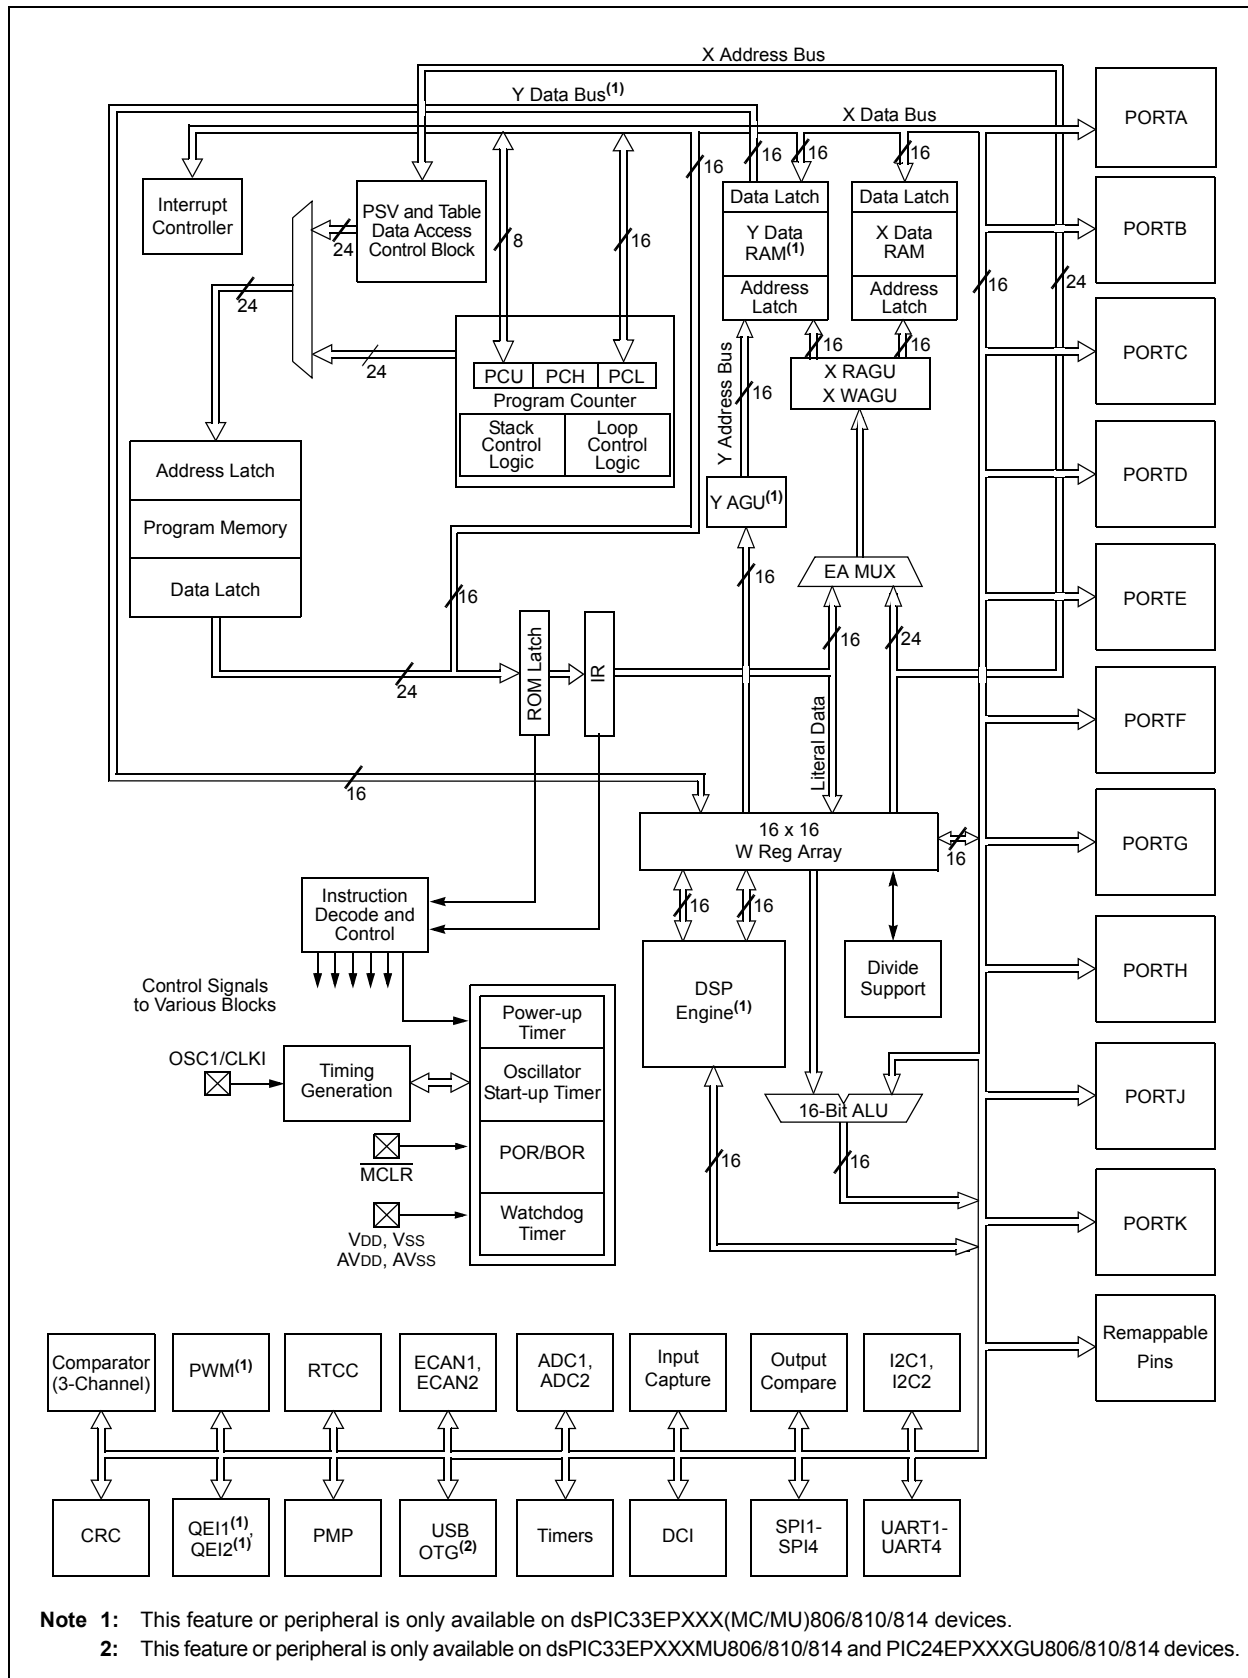 X Address Bus
Y Data Bus(1)
X Data Bus
PORTA
16
16
16
16
Interrupt
Controller
PSV and Table
Data Access
Control Block
24
8
16
Data Latch
Y Data
RAM(1)
Address
Latch
Data Latch
X Data
RAM
Address
Latch
PORTB
16
24
24
24
PORTC
PCU
PCH
PCL
Program Counter
Stack
Control
Logic
Loop
Control
Logic
16
16
X RAGU
X WAGU
Y Address Bus
16
Address Latch
Program Memory
Data Latch
Y AGU(1)
PORTD
16
EA MUX
PORTE
16
16
24
24
ROM Latch
IR
Literal Data
PORTF
16
16 x 16
W Reg Array
16
PORTG
Instruction
Decode and
Control
16
16
Control Signals
to Various Blocks
DSP
Engine(1)
Divide
Support
PORTH
Power-up
Timer
OSC1/CLKI
Timing
Generation
Oscillator
Start-up Timer
16-Bit ALU
PORTJ
MCLR
POR/BOR
16
16
Watchdog
Timer
VDD, VSS
AVDD, AVSS
PORTK
Remappable
Pins
Comparator
(3-Channel)
PWM(1)
RTCC
ECAN1,
ECAN2
ADC1,
ADC2
Input
Capture
Output
Compare
I2C1,
I2C2
CRC
QEI1(1),
QEI2(1)
PMP
USB
OTG(2)
Timers
DCI
SPI1-
SPI4
UART1-
UART4
Note 1: This feature or peripheral is only available on dsPIC33EPXXX(MC/MU)806/810/814 devices.
2: This feature or peripheral is only available on dsPIC33EPXXXMU806/810/814 and PIC24EPXXXGU806/810/814 devices.